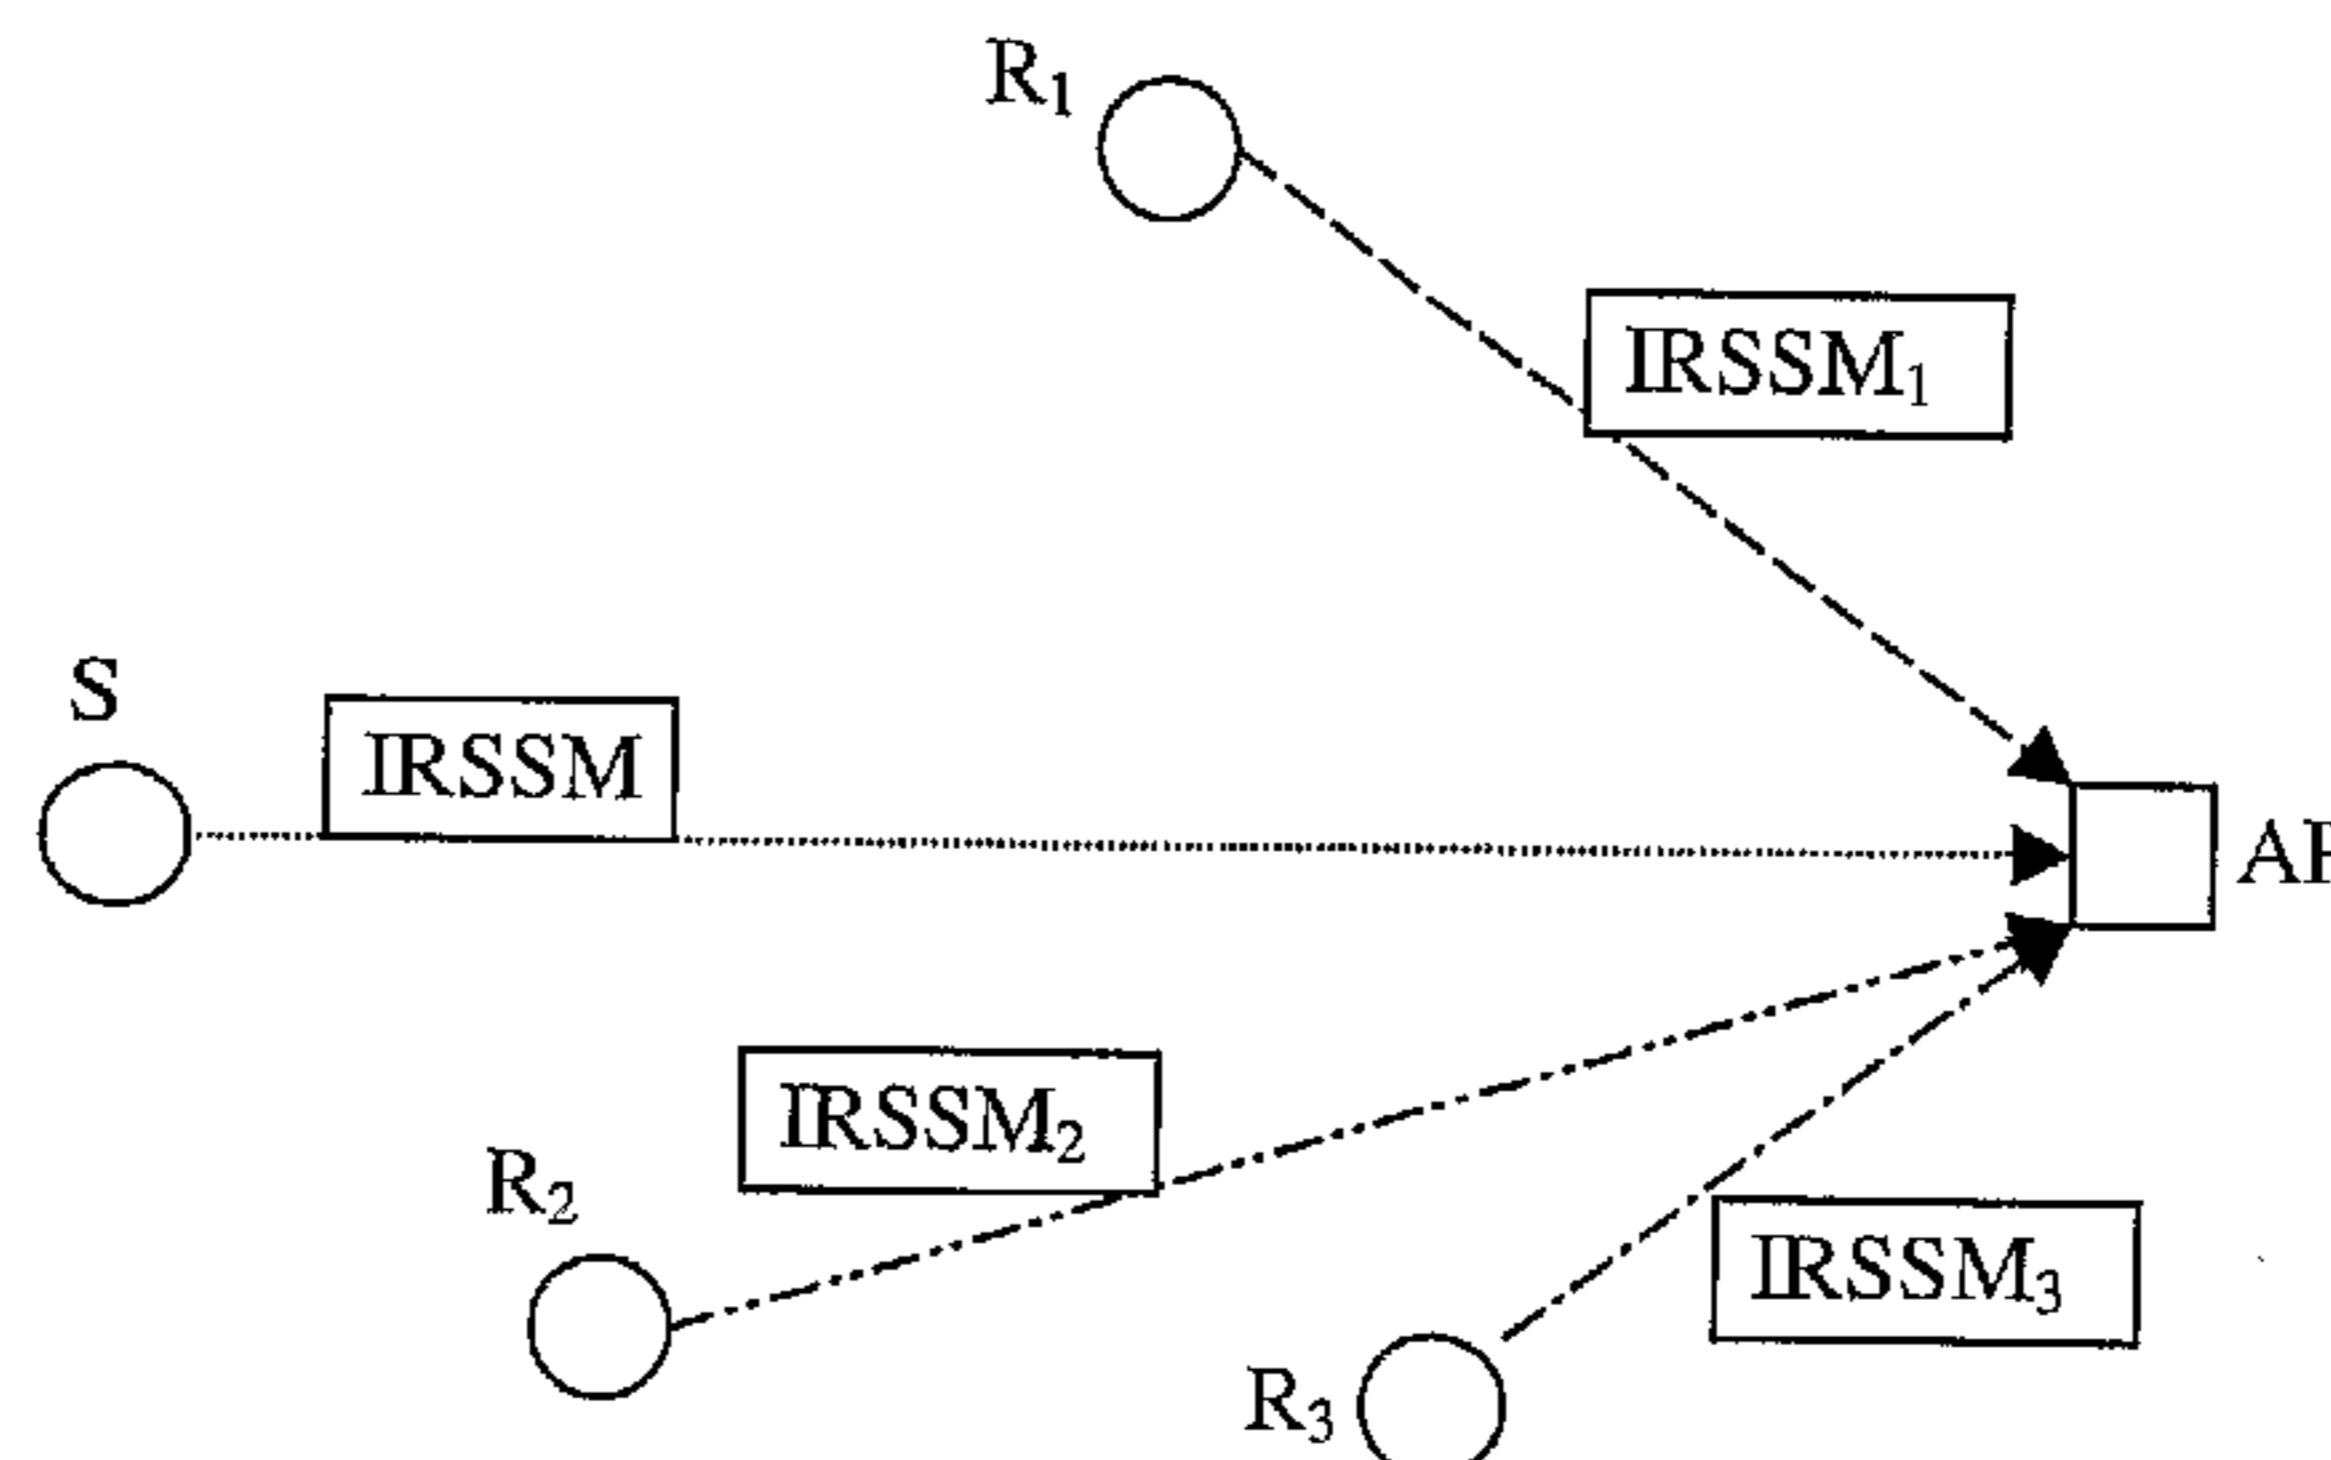 R₁
IRSSM₁
S
IRSSM
IRSSM₂
R₂
IRSSM₃
R₃